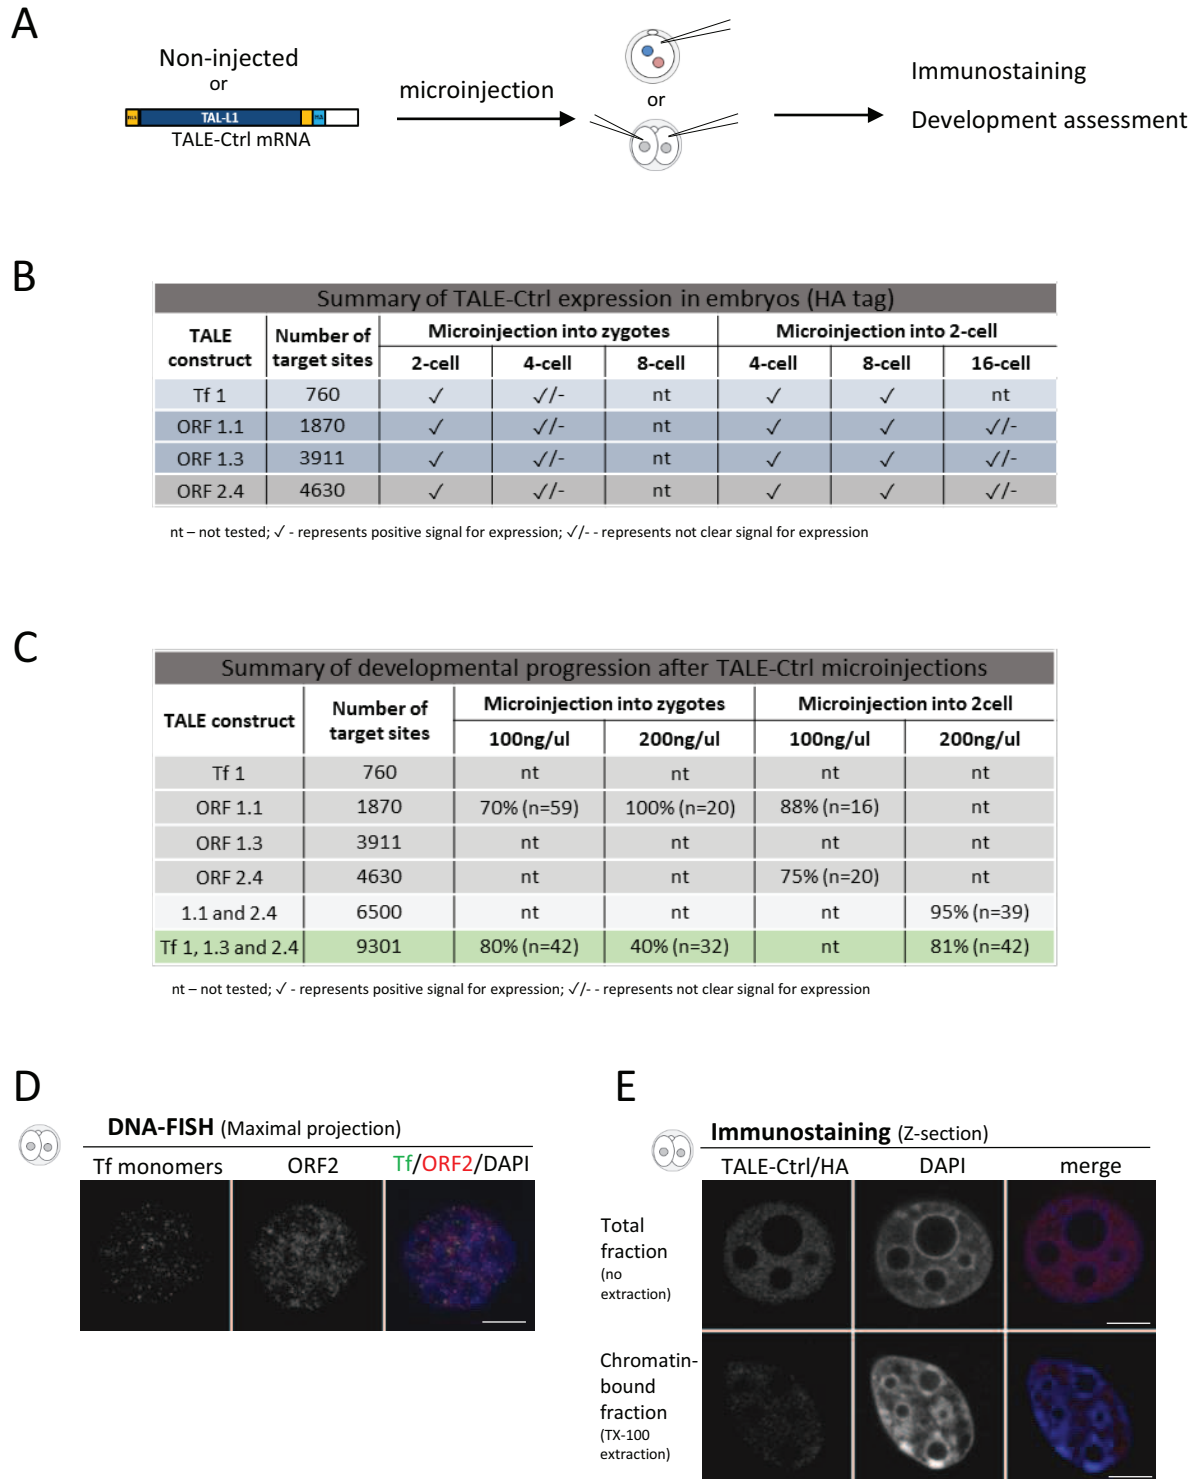 A
Non-injected
or
TAL-L1
HA
TALE-Ctrl mRNA
microinjection
or
Immunostaining
Development assessment
B
Summary of TALE-Ctrl expression in embryos (HA tag)
TALE construct Number of target sites Microinjection into zygotes Microinjection into 2-cell
2-cell 4-cell 8-cell 4-cell 8-cell 16-cell
Tf 1 760 ✓ ✓/- nt ✓ ✓ nt
ORF 1.1 1870 ✓ ✓/- nt ✓ ✓ ✓/-
ORF 1.3 3911 ✓ ✓/- nt ✓ ✓ ✓/-
ORF 2.4 4630 ✓ ✓/- nt ✓ ✓ ✓/-
nt – not tested; ✓ - represents positive signal for expression; ✓/- - represents not clear signal for expression
C
Summary of developmental progression after TALE-Ctrl microinjections
TALE construct Number of target sites Microinjection into zygotes Microinjection into 2cell
100ng/ul 200ng/ul 100ng/ul 200ng/ul
Tf 1 760 nt nt nt nt
ORF 1.1 1870 70% (n=59) 100% (n=20) 88% (n=16) nt
ORF 1.3 3911 nt nt nt nt
ORF 2.4 4630 nt nt 75% (n=20) nt
1.1 and 2.4 6500 nt nt nt 95% (n=39)
Tf 1, 1.3 and 2.4 9301 80% (n=42) 40% (n=32) nt 81% (n=42)
nt – not tested; ✓ - represents positive signal for expression; ✓/- - represents not clear signal for expression
D
DNA-FISH (Maximal projection)
Tf monomers ORF2 Tf/ORF2/DAPI
E
Immunostaining (Z-section)
TALE-Ctrl/HA DAPI merge
Total
fraction
(no
extraction)
Chromatin-
bound
fraction
(TX-100
extraction)